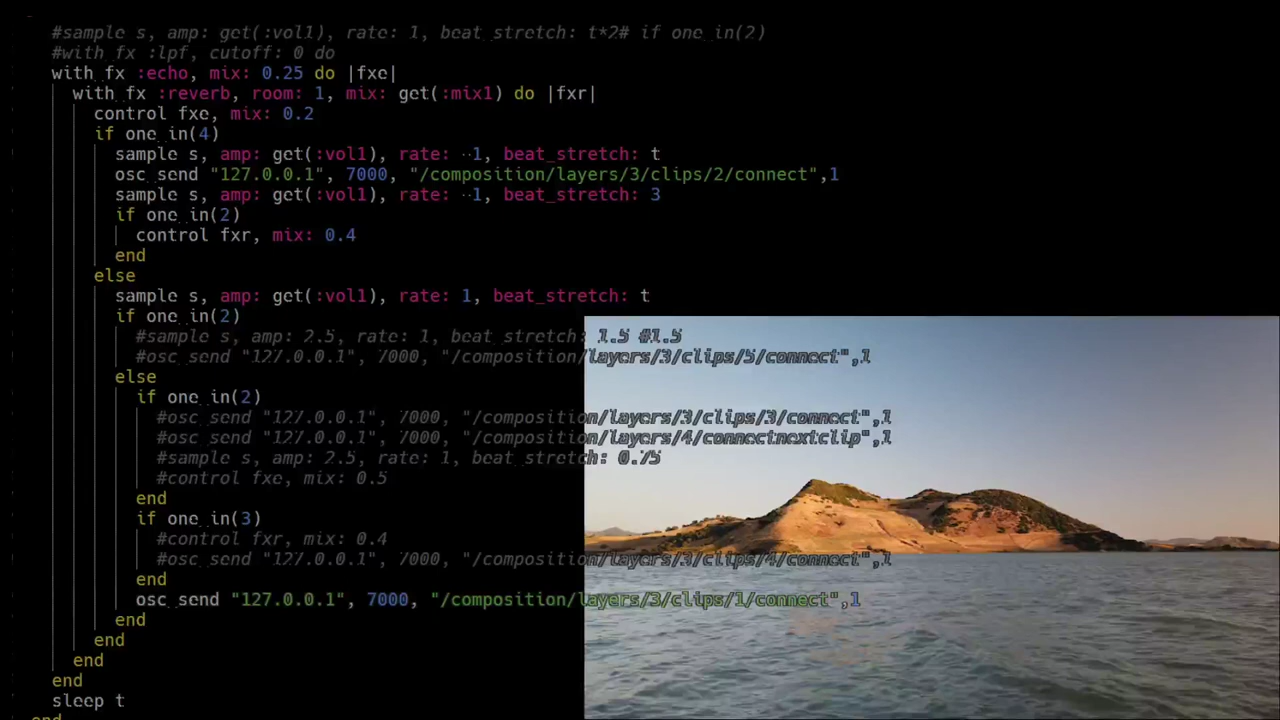 #sample s, amp: get(:vol1), rate: 1, beat_stretch: t*2# if one_in(2)
#with_fx :lpf, cutoff: 0 do
with_fx :echo, mix: 0.25 do |fxe|
with_fx :reverb, room: 1, mix: get(:mix1) do |fxr|
control fxe, mix: 0.2
if one_in(4)
sample s, amp: get(:vol1), rate: -1, beat_stretch: t
osc_send "127.0.0.1", 7000, "/composition/layers/3/clips/2/connect",1
sample s, amp: get(:vol1), rate: -1, beat_stretch: 3
if one_in(2)
control fxr, mix: 0.4
end
else
sample s, amp: get(:vol1), rate: 1, beat_stretch: t
if one_in(2)
#sample s, amp: 2.5, rate: 1, beat_stretch: 1.5 #1.5
#osc_send "127.0.0.1", 7000, "/composition/layers/3/clips/5/connect",1
else
if one_in(2)
#osc_send "127.0.0.1", 7000, "/composition/layers/3/clips/3/connect",1
#osc_send "127.0.0.1", 7000, "/composition/layers/4/connectnextclip",1
#sample s, amp: 2.5, rate: 1, beat_stretch: 0.75
#control fxe, mix: 0.5
end
if one_in(3)
#control fxr, mix: 0.4
#osc_send "127.0.0.1", 7000, "/composition/layers/3/clips/4/connect",1
end
osc_send "127.0.0.1", 7000, "/composition/layers/3/clips/1/connect",1
end
end
end
end
sleep t
end